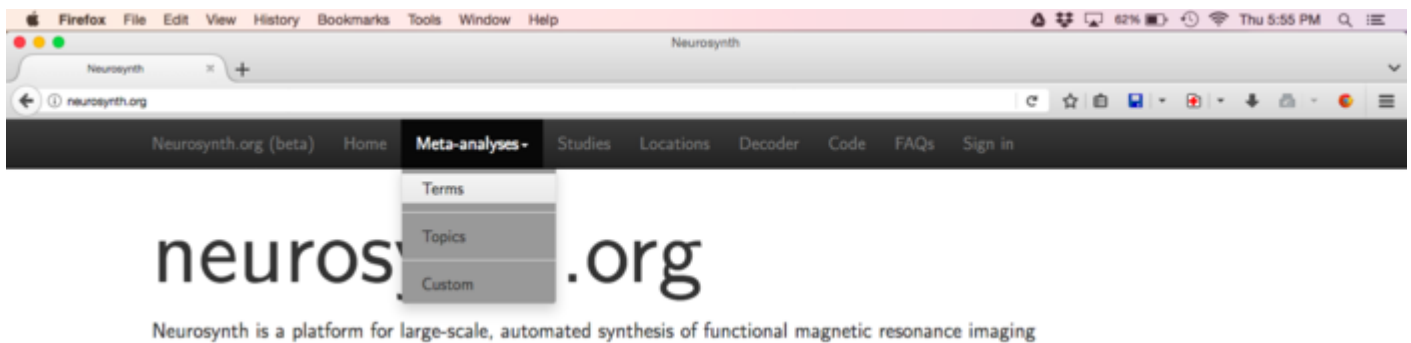 Firefox File Edit View History Bookmarks Tools Window Help 62% Thu 5:55 PM
Neurosynth
Neurosynth
neurosynth.org
Neurosynth.org (beta) Home Meta-analyses Studies Locations Decoder Code FAQs Sign in
Terms
Topics
neuros .org
Custom
Neurosynth is a platform for large-scale, automated synthesis of functional magnetic resonance imaging